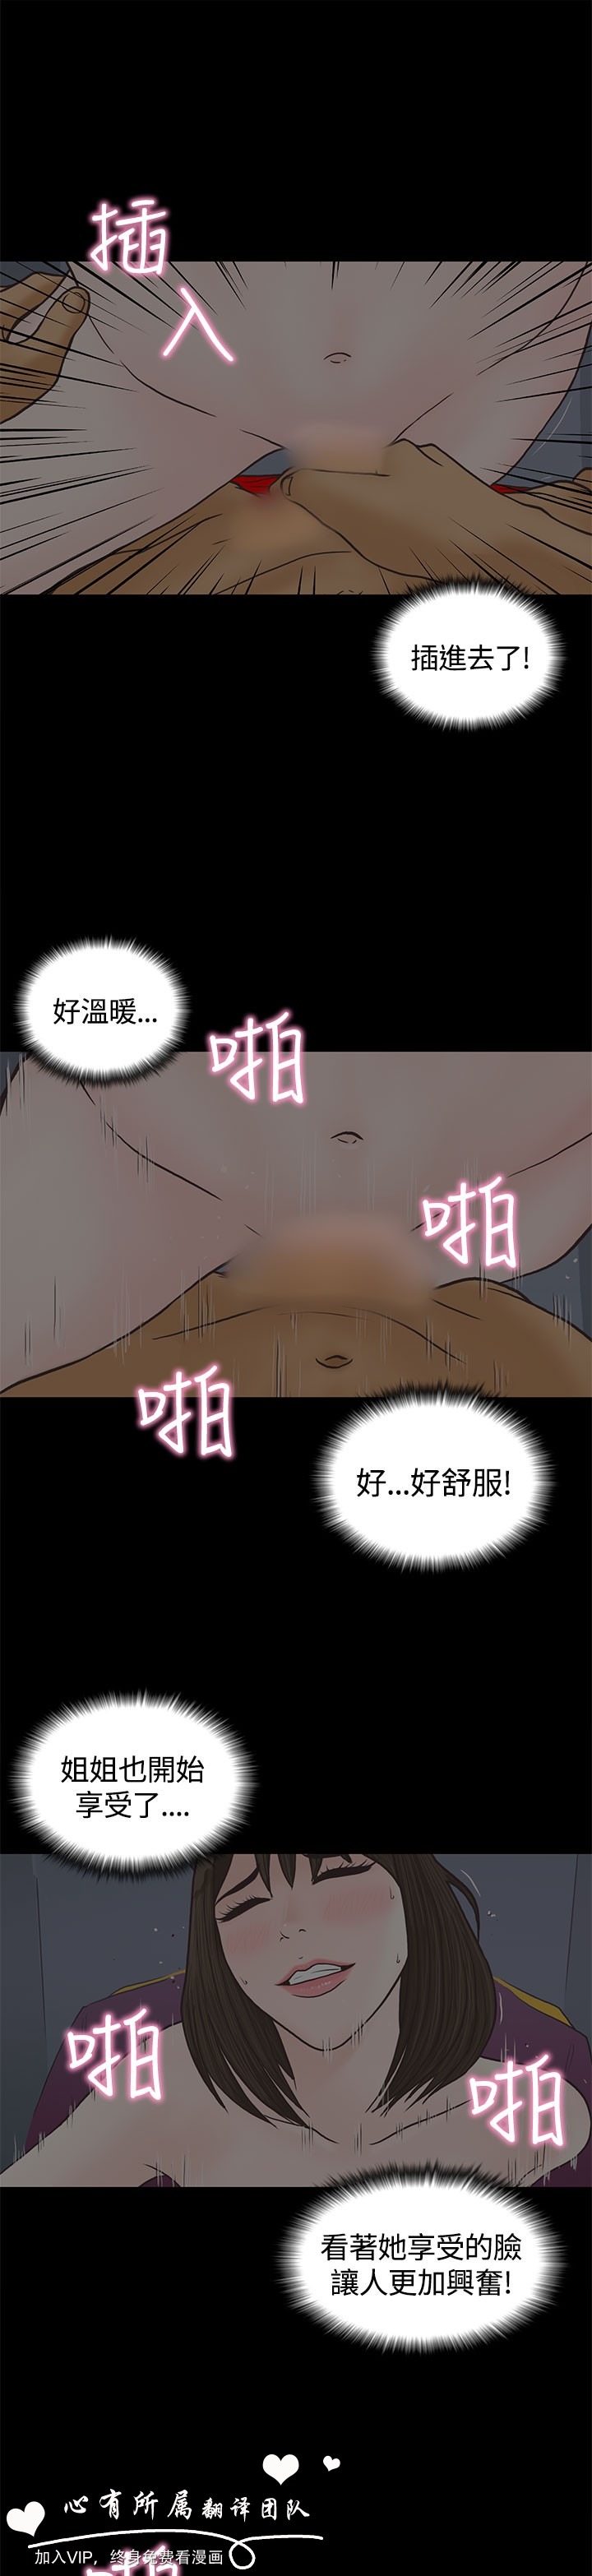 插
入
插進去了!
好溫暖...
啪
啪
啪
好...好舒服!
姐姐也開始
享受了....
啪
啪
看著她享受的臉
讓人更加興奮!
心有所属翻译团队
加入VIP，终身免费看漫画